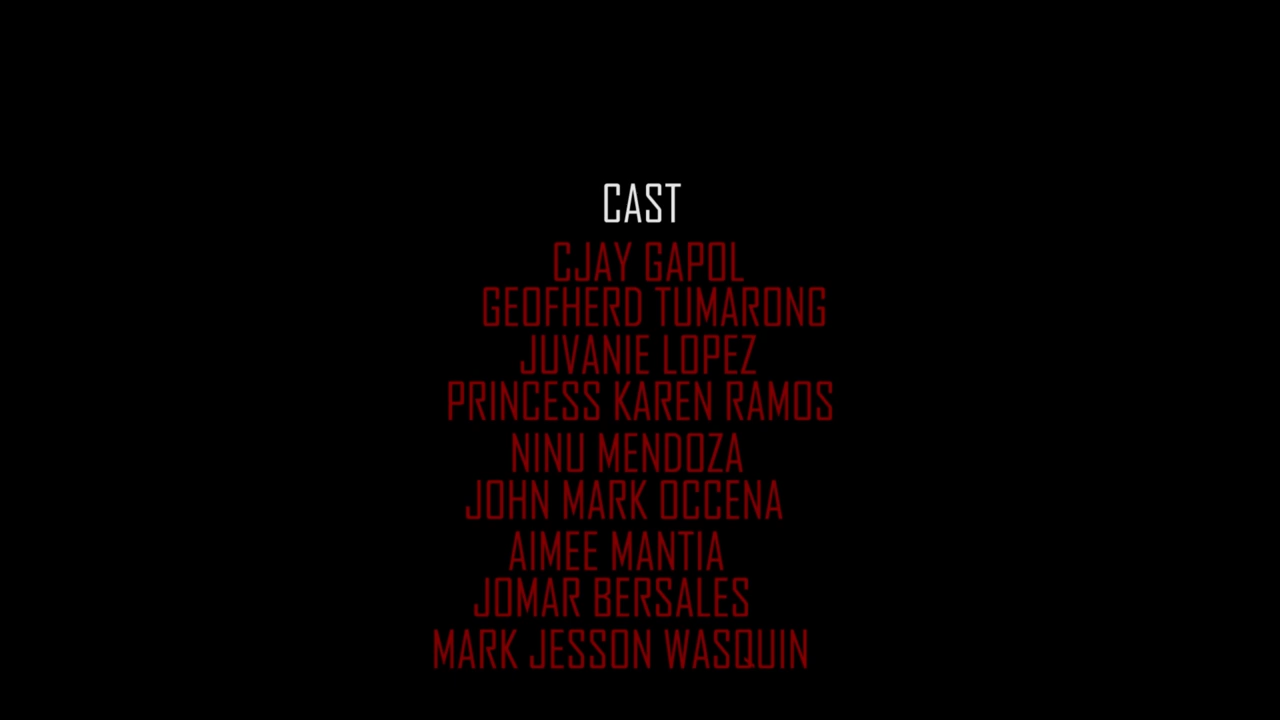 CAST
CJAY GAPOL
GEOFHERD TUMARONG
JUVANIE LOPEZ
PRINCESS KAREN RAMOS
NINU MENDOZA
JOHN MARK OCCENA
AIMEE MANTIA
JOMAR BERSALES
MARK JESSON WASQUIN